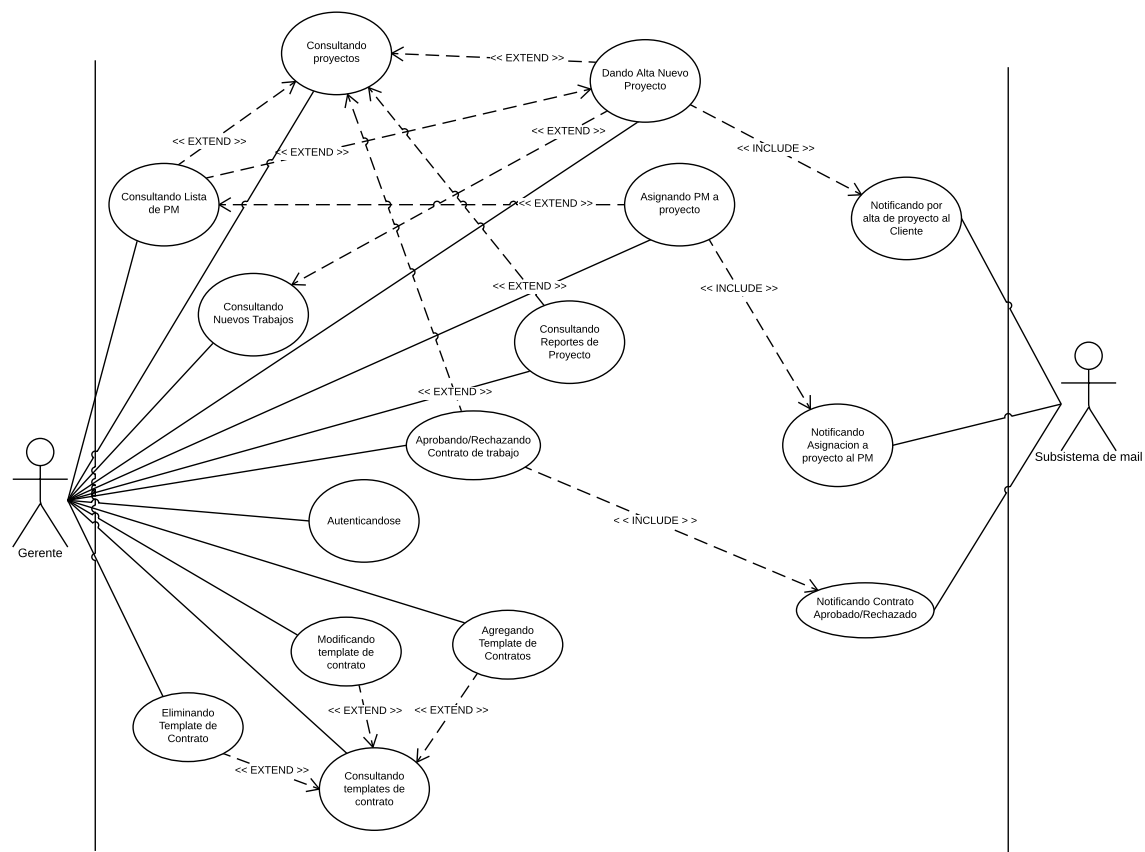 Consultando
proyectos
<< EXTEND >>
Dando Alta Nuevo
Proyecto
<< EXTEND >>
<< EXTEND >>
<< EXTEND >>
<< INCLUDE >>
Consultando Lista
de PM
<< EXTEND >>
Asignando PM a
proyecto
Notificando por
alta de proyecto al
Cliente
<< EXTEND >>
<< INCLUDE >>
Consultando
Nuevos Trabajos
Consultando
Reportes de
Proyecto
<< EXTEND >>
Aprobando/Rechazando
Contrato de trabajo
Notificando
Asignacion a
proyecto al PM
Subsistema de mail
Gerente
Autenticandose
< < INCLUDE > >
Notificando Contrato
Aprobado/Rechazado
Modificando
template de
contrato
Agregando
Template de
Contratos
Eliminando
Template de
Contrato
<< EXTEND >>
<< EXTEND >>
<< EXTEND >>
Consultando
templates de
contrato